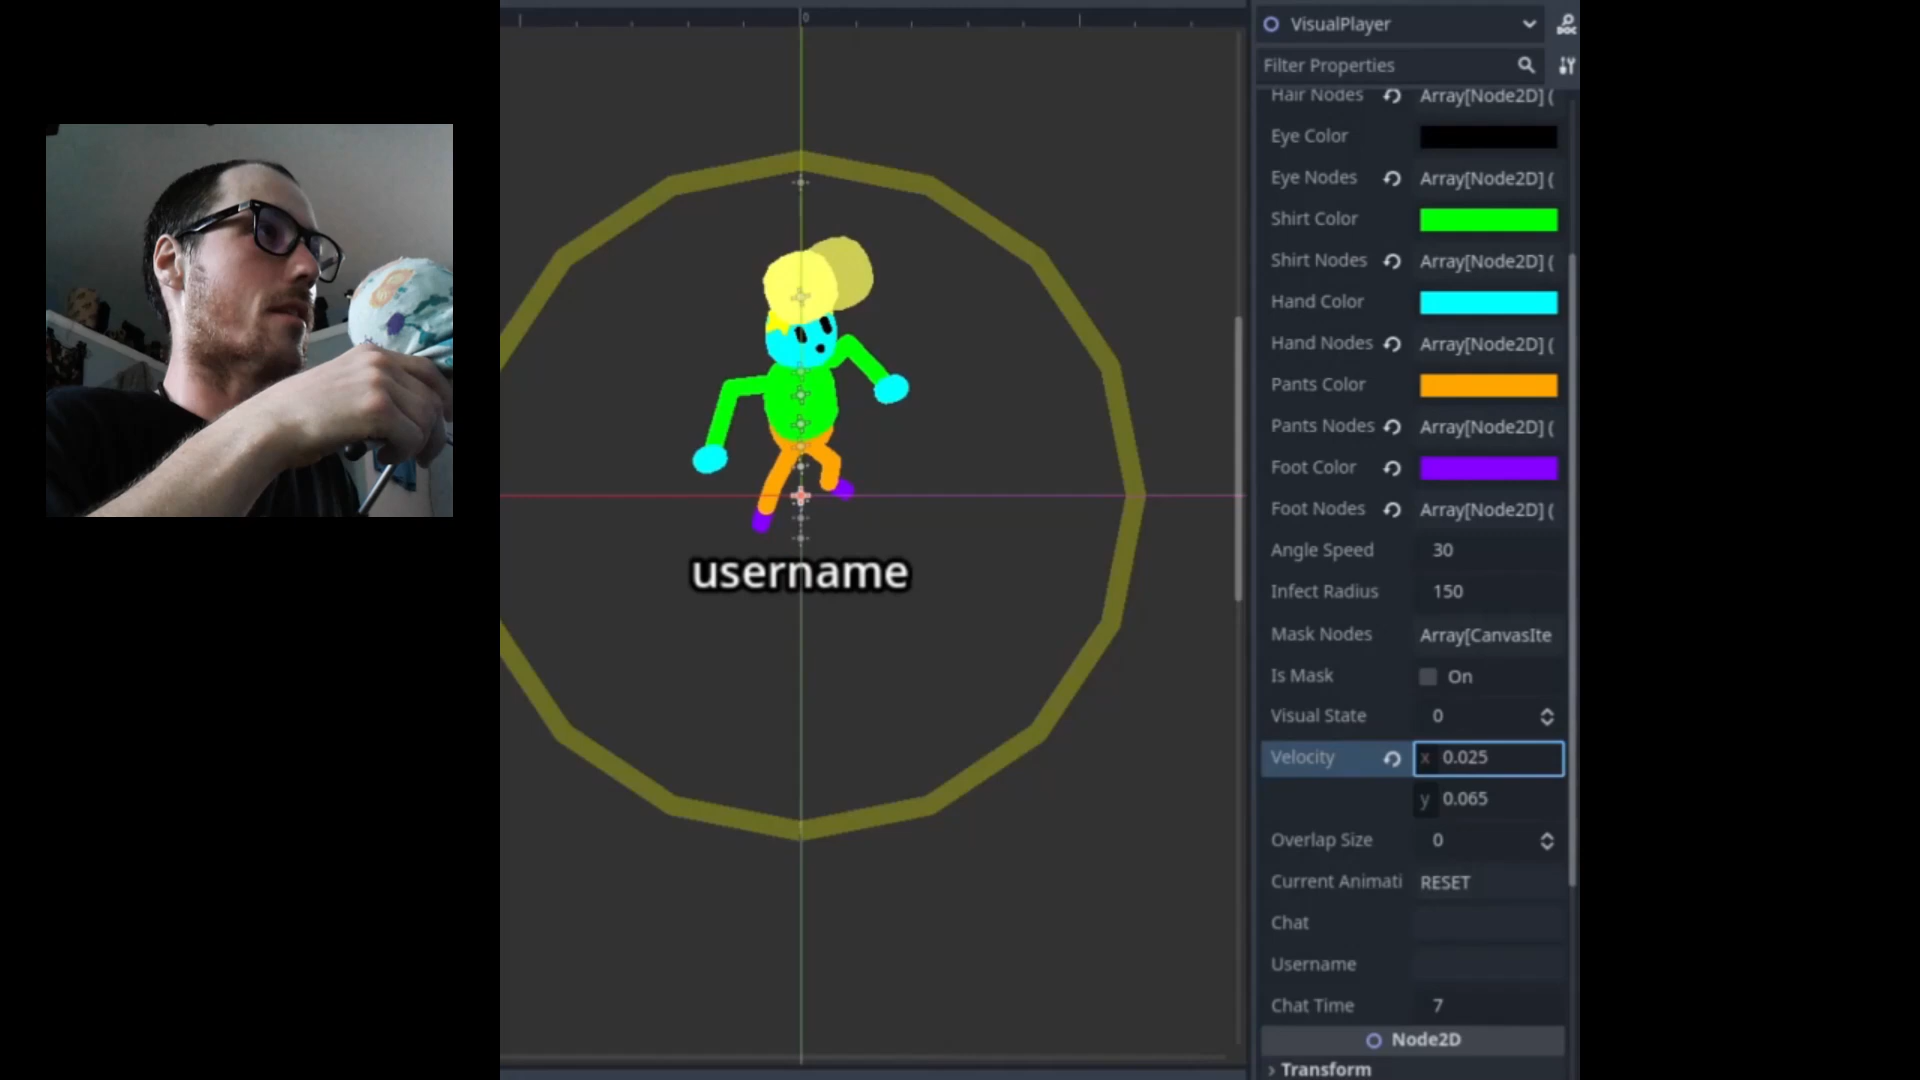 0
VisualPlayer
Filter Properties
Hair Nodes Array[Node2D] (
Eye Color
Eye Nodes Array[Node2D] (
Shirt Color
Shirt Nodes Array[Node2D] (
Hand Color
Hand Nodes Array[Node2D] (
Pants Color
Pants Nodes Array[Node2D] (
Foot Color
Foot Nodes Array[Node2D] (
Angle Speed 30
Infect Radius 150
Mask Nodes Array[CanvasIte
Is Mask On
Visual State 0
Velocity x 0.025
y 0.065
Overlap Size 0
Current Animati RESET
Chat
Username
Chat Time 7
Node2D
Transform
username